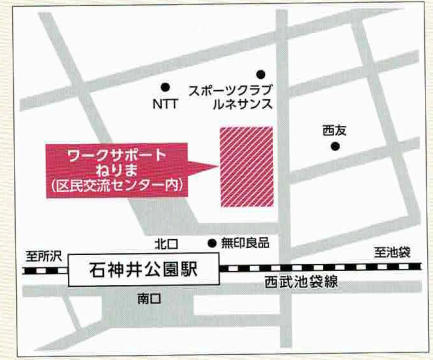 NTT
スポーツクラブ
ルネサンス
西友
ワークサポート
ねりま
(区民交流センター内)
北口
無印良品
至所沢
石神井公園駅
至池袋
西武池袋線
南口